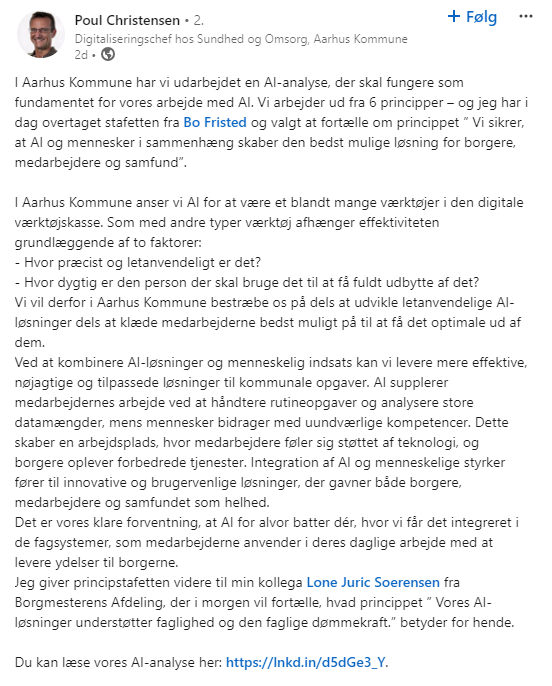 Poul Christensen • 2.
+ Følg
Digitaliseringschef hos Sundhed og Omsorg, Aarhus Kommune
2d •
I Aarhus Kommune har vi udarbejdet en AI-analyse, der skal fungere som
fundamentet for vores arbejde med AI. Vi arbejder ud fra 6 principper – og jeg har i
dag overtaget stafetten fra Bo Fristed og valgt at fortælle om princippet ” Vi sikrer,
at AI og mennesker i sammenhæng skaber den bedst mulige løsning for borgere,
medarbejdere og samfund”.
I Aarhus Kommune anser vi AI for at være et blandt mange værktøjer i den digitale
værktøjskasse. Som med andre typer værktøj afhænger effektiviteten
grundlæggende af to faktorer:
- Hvor præcist og letanvendeligt er det?
- Hvor dygtig er den person der skal bruge det til at få fuldt udbytte af det?
Vi vil derfor i Aarhus Kommune bestræbe os på dels at udvikle letanvendelige AI-
løsninger dels at klæde medarbejderne bedst muligt på til at få det optimale ud af
dem.
Ved at kombinere AI-løsninger og menneskelig indsats kan vi levere mere effektive,
nøjagtige og tilpassede løsninger til kommunale opgaver. AI supplerer
medarbejdernes arbejde ved at håndtere rutineopgaver og analysere store
datamængder, mens mennesker bidrager med uundværlige kompetencer. Dette
skaber en arbejdsplads, hvor medarbejdere føler sig støttet af teknologi, og
borgere oplever forbedrede tjenester. Integration af AI og menneskelige styrker
fører til innovative og brugervenlige løsninger, der gavner både borgere,
medarbejdere og samfundet som helhed.
Det er vores klare forventning, at AI for alvor batter dér, hvor vi får det integreret i
de fagsystemer, som medarbejderne anvender i deres daglige arbejde med at
levere ydelser til borgerne.
Jeg giver principstafetten videre til min kollega Lone Juric Soerensen fra
Borgmesterens Afdeling, der i morgen vil fortælle, hvad princippet ” Vores AI-
løsninger understøtter faglighed og den faglige dømmekraft.” betyder for hende.
Du kan læse vores AI-analyse her: https://lnkd.in/d5dGe3_Y.